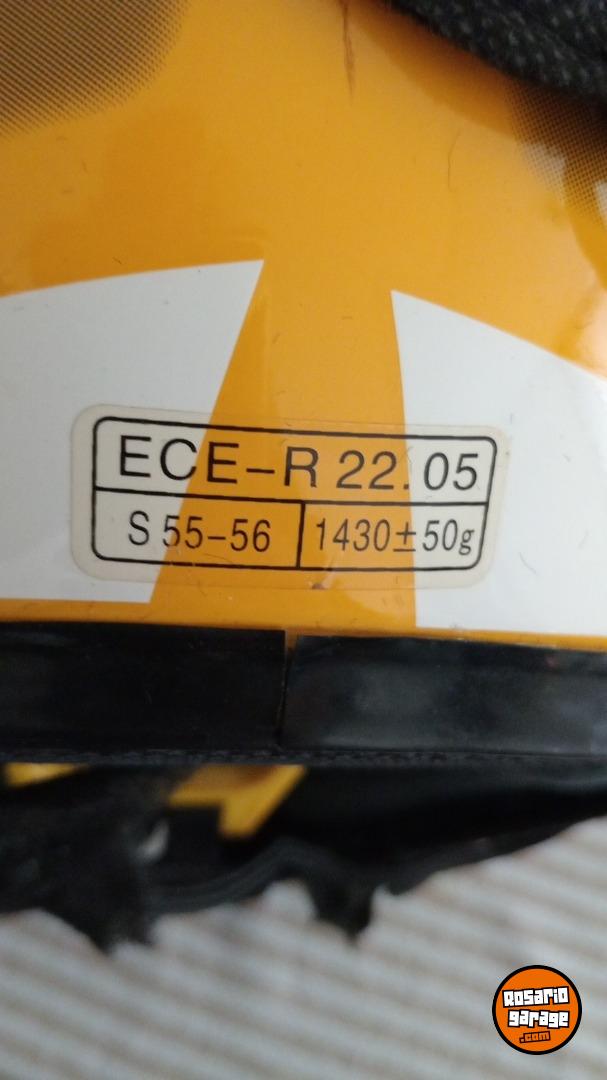 ECE-R 22.05
S 55-56 1430±50g
Rosario
garage
.com